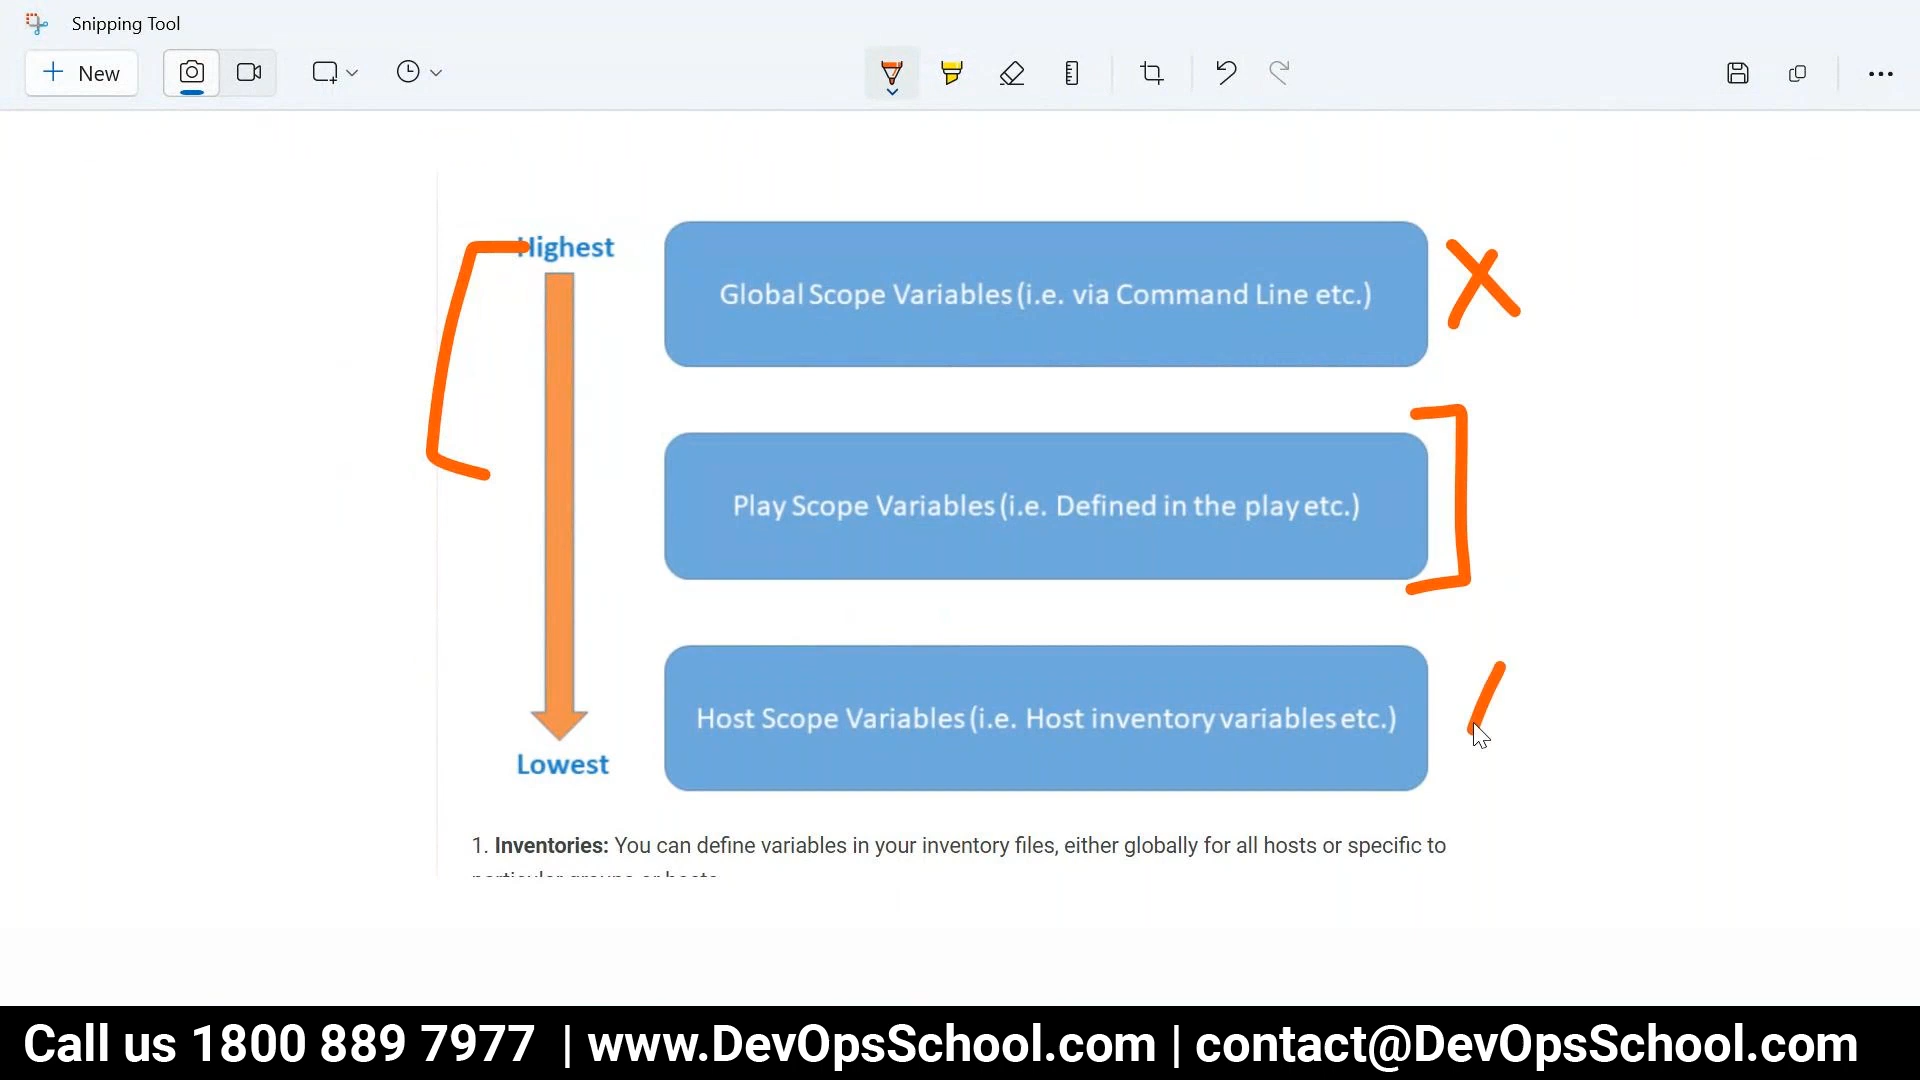 Snipping Tool
New
Highest
Global Scope Variables (i.e. via Command Line etc.)
Play Scope Variables (i.e. Defined in the play etc.)
Host Scope Variables (i.e. Host inventory variables etc.)
Lowest
1. Inventories: You can define variables in your inventory files, either globally for all hosts or specific to
Call us 1800 889 7977 | www.DevOpsSchool.com | contact@DevOpsSchool.com